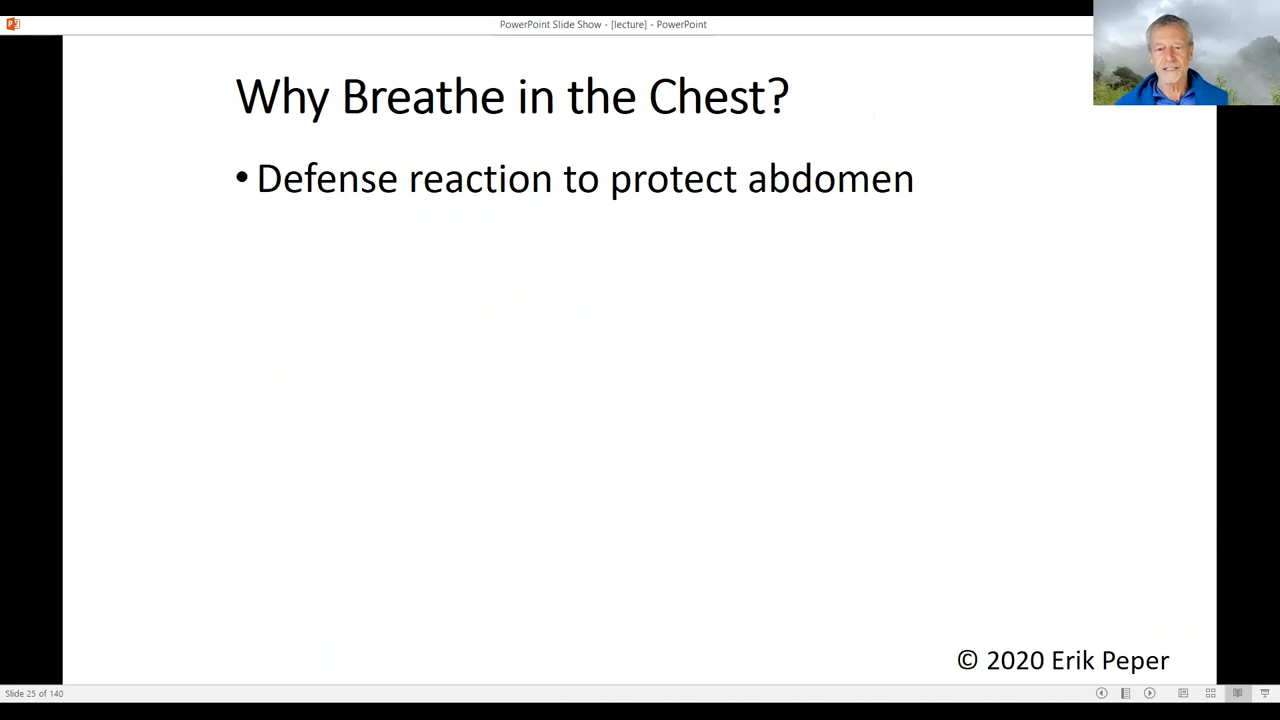 PowerPoint Slide Show - [lecture] - PowerPoint
Why Breathe in the Chest?
• Defense reaction to protect abdomen
© 2020 Erik Peper
Slide 25 of 140